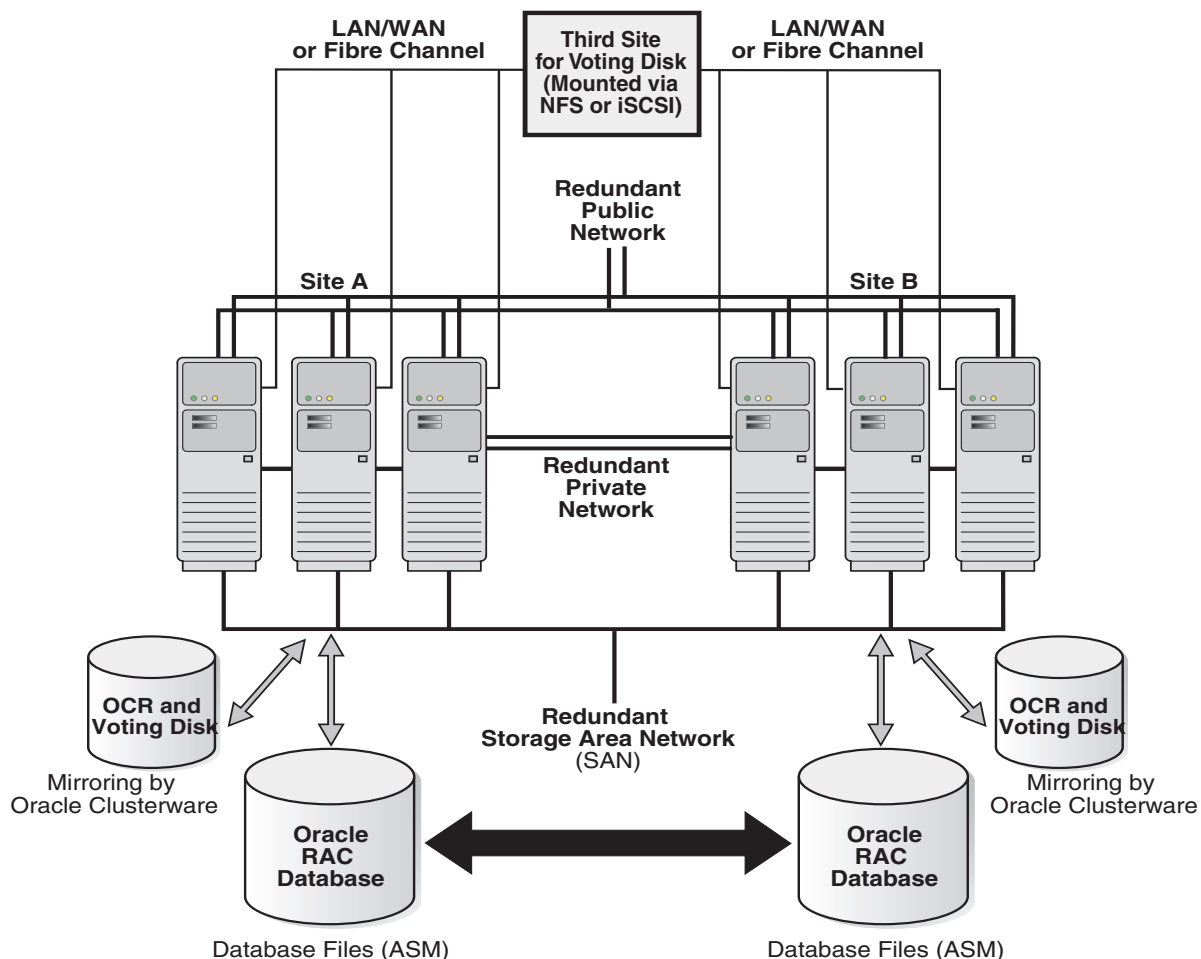 LAN/WAN
or Fibre Channel
Third Site
for Voting Disk
(Mounted via
NFS or iSCSI)
LAN/WAN
or Fibre Channel
Redundant
Public
Network
Site A
Site B
Redundant
Private
Network
OCR and
Voting Disk
Mirroring by
Oracle Clusterware
Redundant
Storage Area Network
(SAN)
OCR and
Voting Disk
Mirroring by
Oracle Clusterware
Oracle
RAC
Database
Oracle
RAC
Database
Database Files (ASM)
Database Files (ASM)